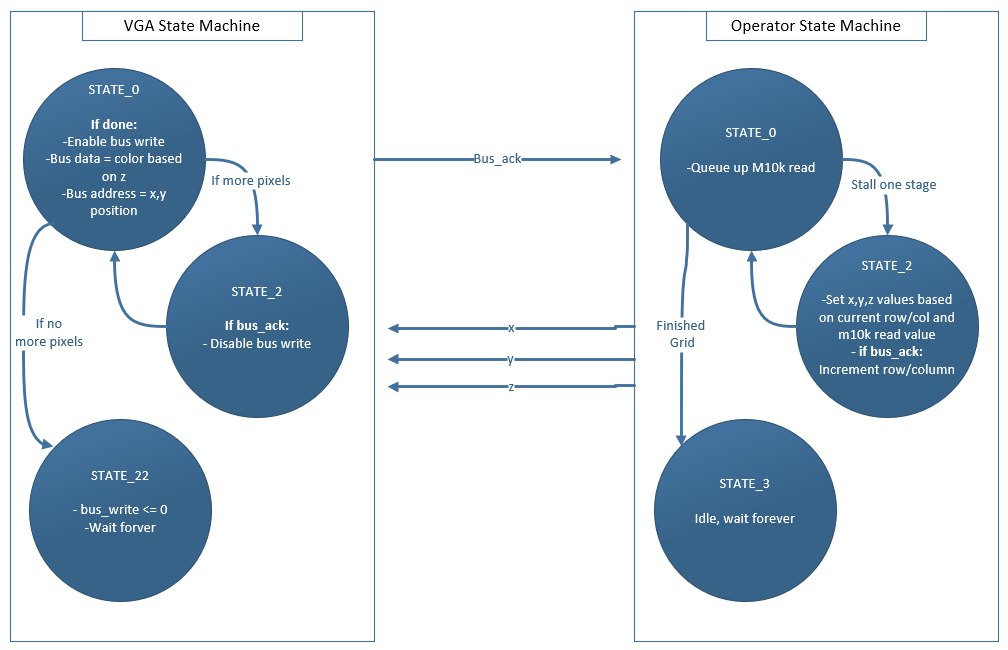 VGA State Machine
STATE_0
If done:
-Enable bus write
-Bus data = color based
on z
-Bus address = x,y
position
If more pixels
STATE_2
If bus_ack:
- Disable bus write
If no
more pixels
STATE_22
- bus_write <= 0
-Wait forver
Bus_ack
x
y
z
Operator State Machine
STATE_0
-Queue up M10k read
Stall one stage
STATE_2
-Set x,y,z values based
on current row/col and
m10k read value
- if bus_ack:
Increment row/column
Finished
Grid
STATE_3
Idle, wait forever